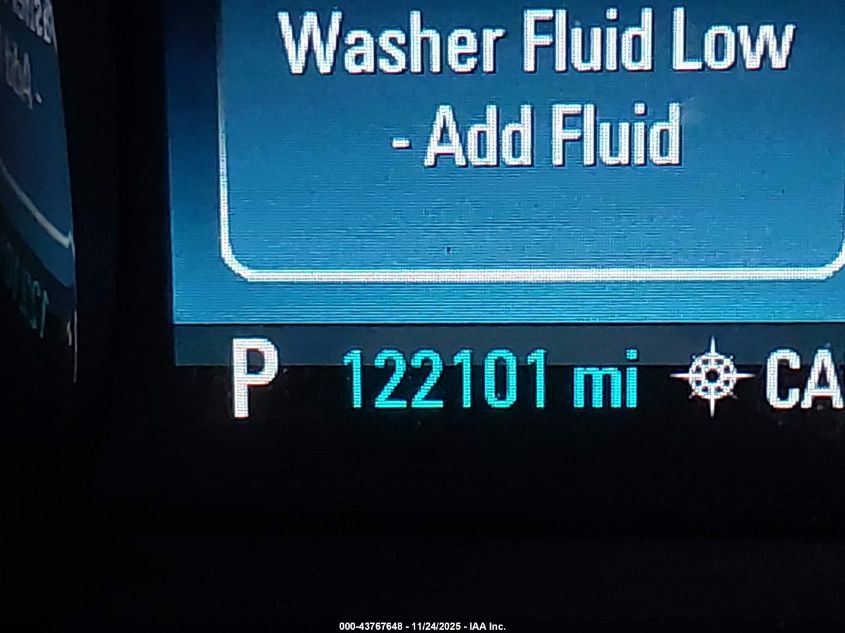 Washer Fluid Low
- Add Fluid
P 122101 mi CA
000-43767648 - 11/24/2025 - IAA Inc.